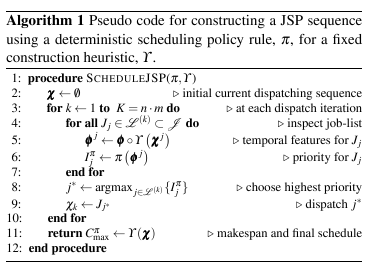 Algorithm 1 Pseudo code for constructing a JSP sequence
using a deterministic scheduling policy rule, π, for a fixed
construction heuristic, ϒ.
1: procedure SCHEDULEJSP(π,ϒ)
2: χ ← ∅ ▷ initial current dispatching sequence
3: for k ← 1 to K = n · m do ▷ at each dispatch iteration
4: for all J_j ∈ ℒ^(k) ⊂ 𝒥 do ▷ inspect job-list
5: ϕ^j ← ϕ ∘ ϒ(χ^j) ▷ temporal features for J_j
6: I_j^π ← π(ϕ^j) ▷ priority for J_j
7: end for
8: j* ← argmax_{j∈ℒ^(k)}{I_j^π} ▷ choose highest priority
9: χ_k ← J_{j*} ▷ dispatch j*
10: end for
11: return C_max^π ← ϒ(χ) ▷ makespan and final schedule
12: end procedure